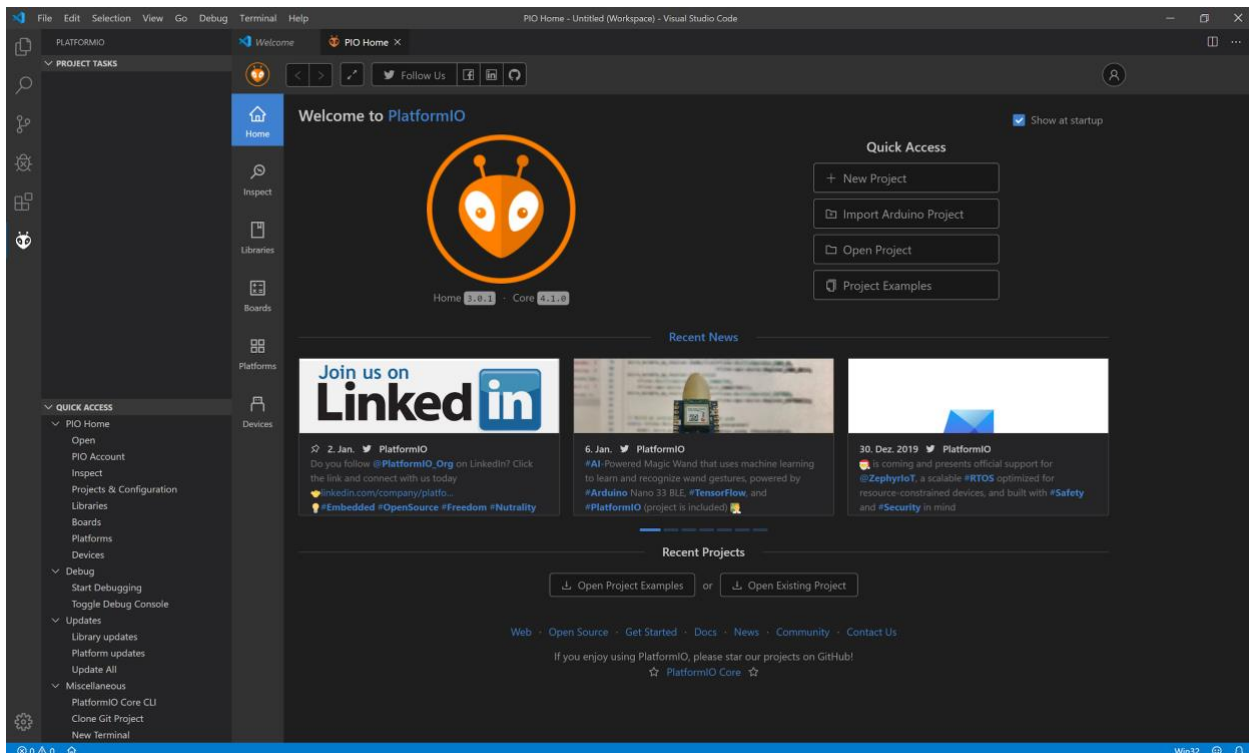 File Edit Selection View Go Debug Terminal Help
PIO Home - Untitled (Workspace) - Visual Studio Code
PLATFORMIO
PROJECT TASKS
Welcome
PIO Home
Follow Us
Home
Inspect
Libraries
Boards
Platforms
Devices
Welcome to PlatformIO
Show at startup
Home 3.0.1 · Core 4.1.0
Quick Access
New Project
Import Arduino Project
Open Project
Project Examples
Recent News
Join us on
Linked in
2. Jan. PlatformIO
Do you follow @PlatformIO_Org on LinkedIn? Click
the link and connect with us today
linkedin.com/company/platfo...
#Embedded #OpenSource #Freedom #Nutrality
6. Jan. PlatformIO
#AI-Powered Magic Wand that uses machine learning
to learn and recognize wand gestures, powered by
#Arduino Nano 33 BLE, #TensorFlow, and
#PlatformIO (project is included)
30. Dez. 2019 PlatformIO
is coming and presents official support for
@ZephyrIoT, a scalable #RTOS optimized for
resource-constrained devices, and built with #Safety
and #Security in mind
Recent Projects
Open Project Examples or Open Existing Project
Web · Open Source · Get Started · Docs · News · Community · Contact Us
If you enjoy using PlatformIO, please star our projects on GitHub!
PlatformIO Core
QUICK ACCESS
PIO Home
Open
PIO Account
Inspect
Projects & Configuration
Libraries
Boards
Platforms
Devices
Debug
Start Debugging
Toggle Debug Console
Updates
Library updates
Platform updates
Update All
Miscellaneous
PlatformIO Core CLI
Clone Git Project
New Terminal
0 0
Win32